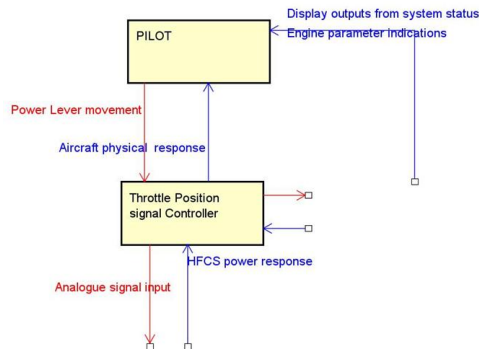 Display outputs from system status
PILOT
Engine parameter indications
Power Lever movement
Aircraft physical response
Throttle Position
signal Controller
HFCS power response
Analogue signal input